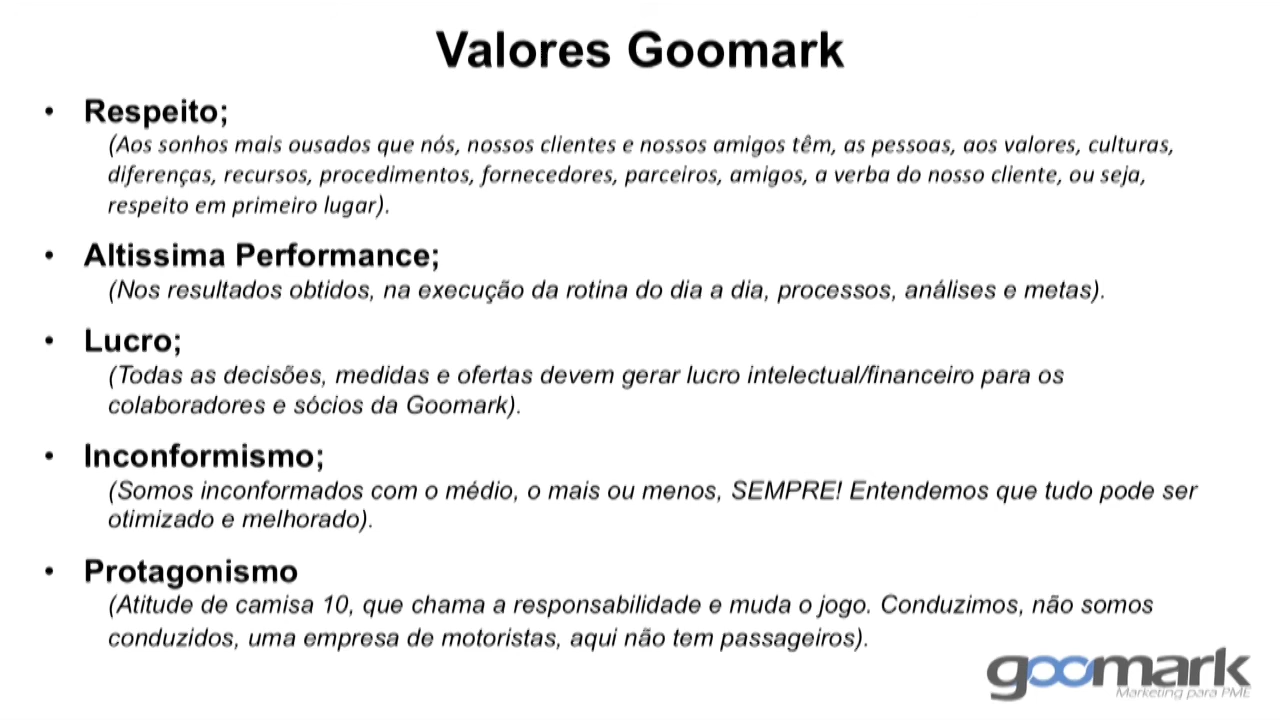 Valores Goomark
• Respeito;
(Aos sonhos mais ousados que nós, nossos clientes e nossos amigos têm, as pessoas, aos valores, culturas,
diferenças, recursos, procedimentos, fornecedores, parceiros, amigos, a verba do nosso cliente, ou seja,
respeito em primeiro lugar).
• Altissima Performance;
(Nos resultados obtidos, na execução da rotina do dia a dia, processos, análises e metas).
• Lucro;
(Todas as decisões, medidas e ofertas devem gerar lucro intelectual/financeiro para os
colaboradores e sócios da Goomark).
• Inconformismo;
(Somos inconformados com o médio, o mais ou menos, SEMPRE! Entendemos que tudo pode ser
otimizado e melhorado).
• Protagonismo
(Atitude de camisa 10, que chama a responsabilidade e muda o jogo. Conduzimos, não somos
conduzidos, uma empresa de motoristas, aqui não tem passageiros).
goomark
Marketing para PME